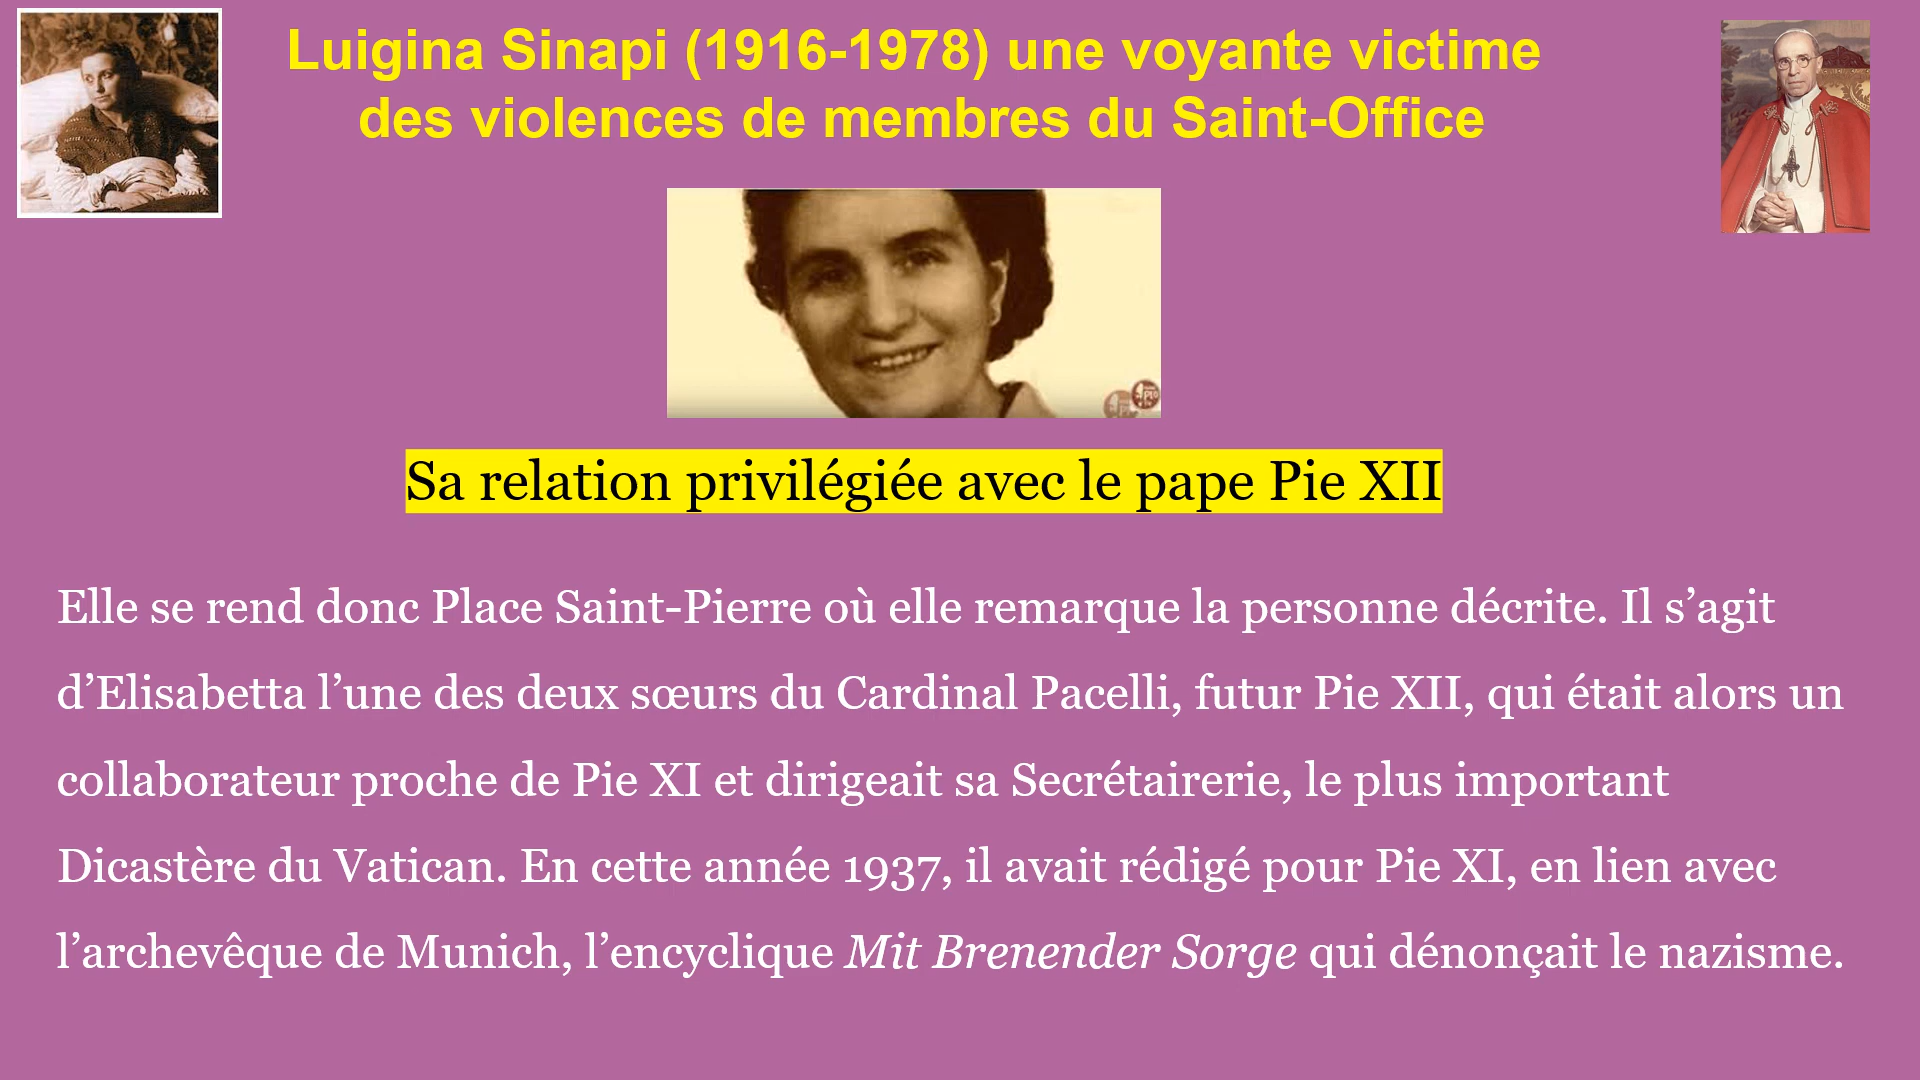 Luigina Sinapi (1916-1978) une voyante victime
des violences de membres du Saint-Office
Sa relation privilégiée avec le pape Pie XII
Elle se rend donc Place Saint-Pierre où elle remarque la personne décrite. Il s’agit
d’Elisabetta l’une des deux sœurs du Cardinal Pacelli, futur Pie XII, qui était alors un
collaborateur proche de Pie XI et dirigeait sa Secrétairerie, le plus important
Dicastère du Vatican. En cette année 1937, il avait rédigé pour Pie XI, en lien avec
l’archevêque de Munich, l’encyclique Mit Brenender Sorge qui dénonçait le nazisme.